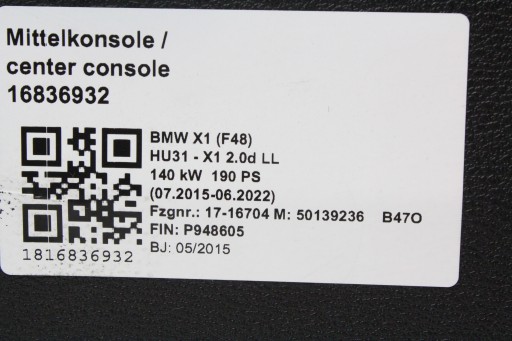 Mittelkonsole /
center console
16836932
BMW X1 (F48)
HU31 - X1 2.0d LL
140 kW 190 PS
(07.2015-06.2022)
Fzgnr.: 17-16704 M: 50139236 B47O
FIN: P948605
BJ: 05/2015
1816836932